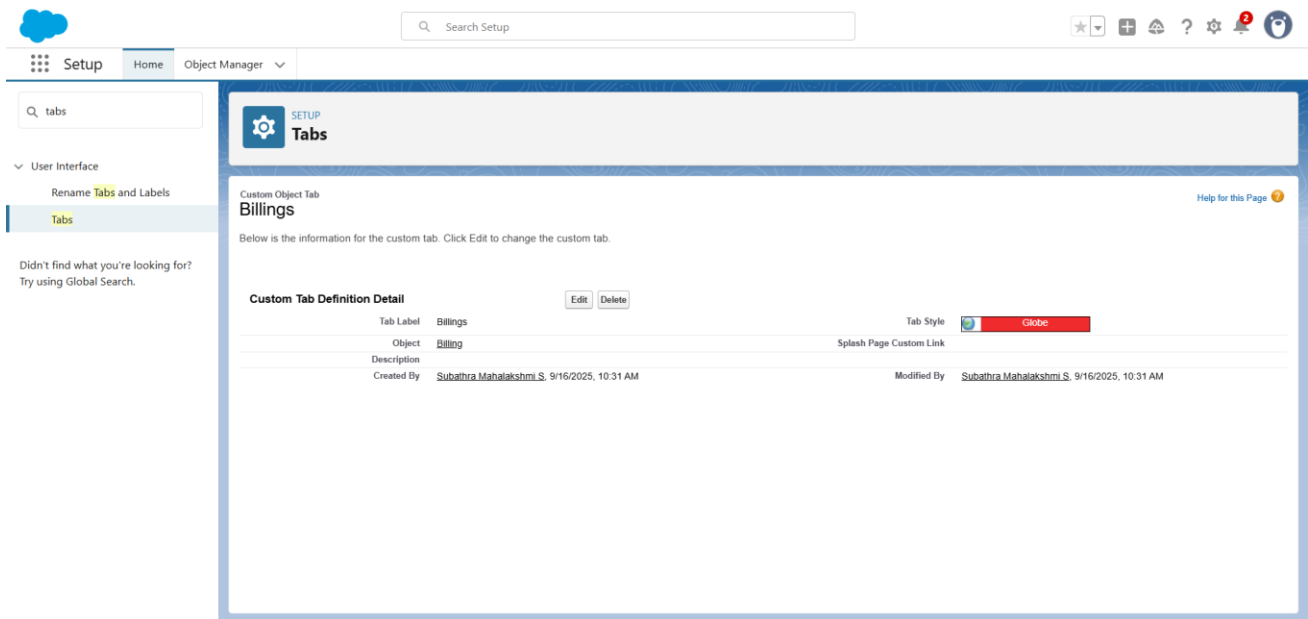 Search Setup
2
Setup
Home
Object Manager
tabs
User Interface
Rename Tabs and Labels
Tabs
Didn't find what you're looking for?
Try using Global Search.
SETUP
Tabs
Custom Object Tab
Billings
Help for this Page
Below is the information for the custom tab. Click Edit to change the custom tab.
Custom Tab Definition Detail Edit Delete
Tab Label Billings Tab Style Globe
Object Billing Splash Page Custom Link
Description
Created By Subathra Mahalakshmi S, 9/16/2025, 10:31 AM Modified By Subathra Mahalakshmi S, 9/16/2025, 10:31 AM